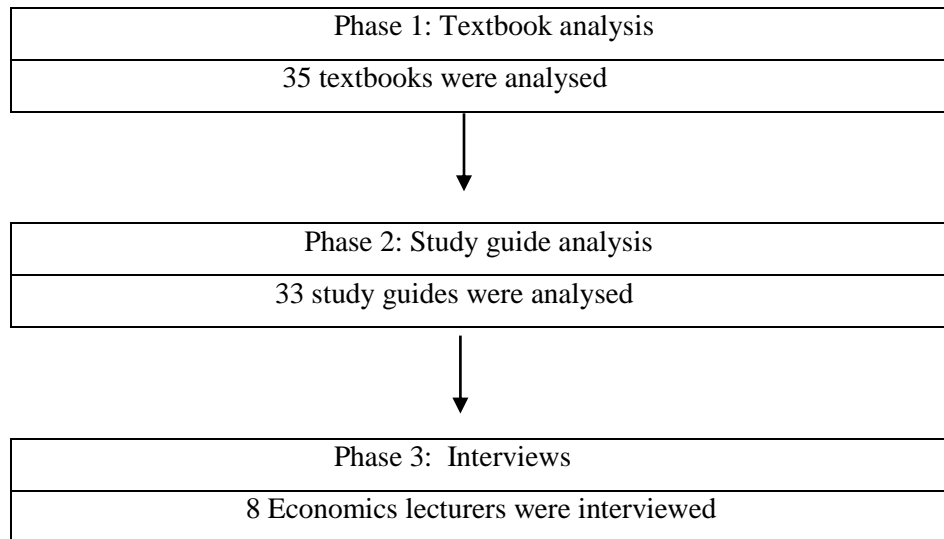 Phase 1: Textbook analysis
35 textbooks were analysed
Phase 2: Study guide analysis
33 study guides were analysed
Phase 3:  Interviews
8 Economics lecturers were interviewed